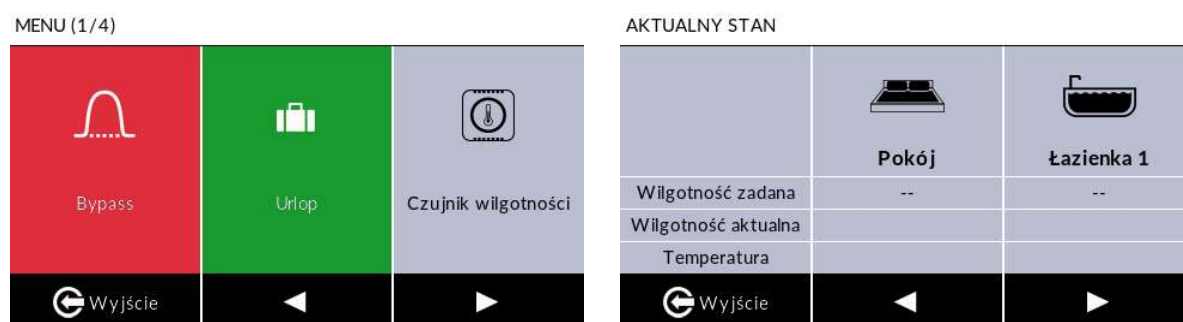 MENU (1/4)
Bypass
Urlop
Czujnik wilgotności
Wyjście
AKTUALNY STAN
Pokój
Łazienka 1
Wilgotność zadana -- --
Wilgotność aktualna
Temperatura
Wyjście